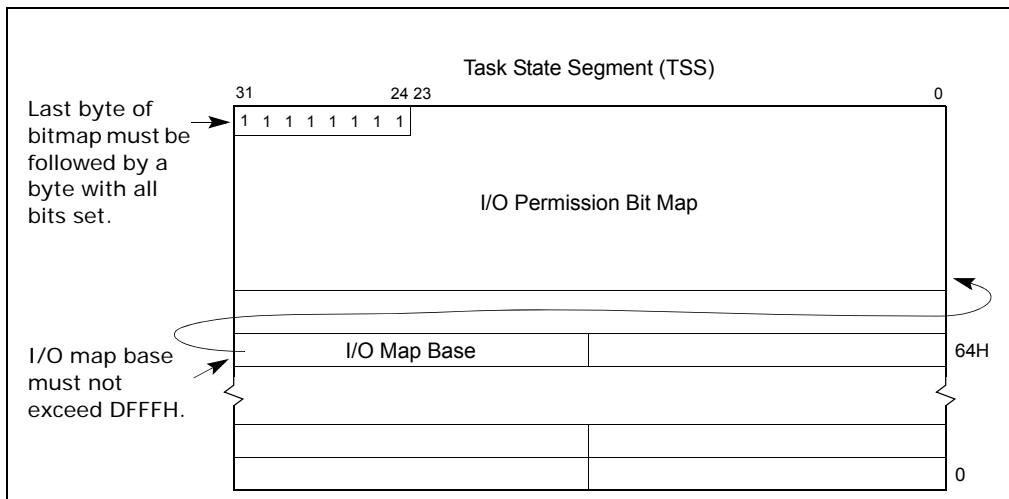 Task State Segment (TSS)
31 24 23 0
Last byte of
bitmap must be
followed by a
byte with all
bits set.
1 1 1 1 1 1 1 1
I/O Permission Bit Map
I/O map base
must not
exceed DFFFH.
I/O Map Base
64H
0